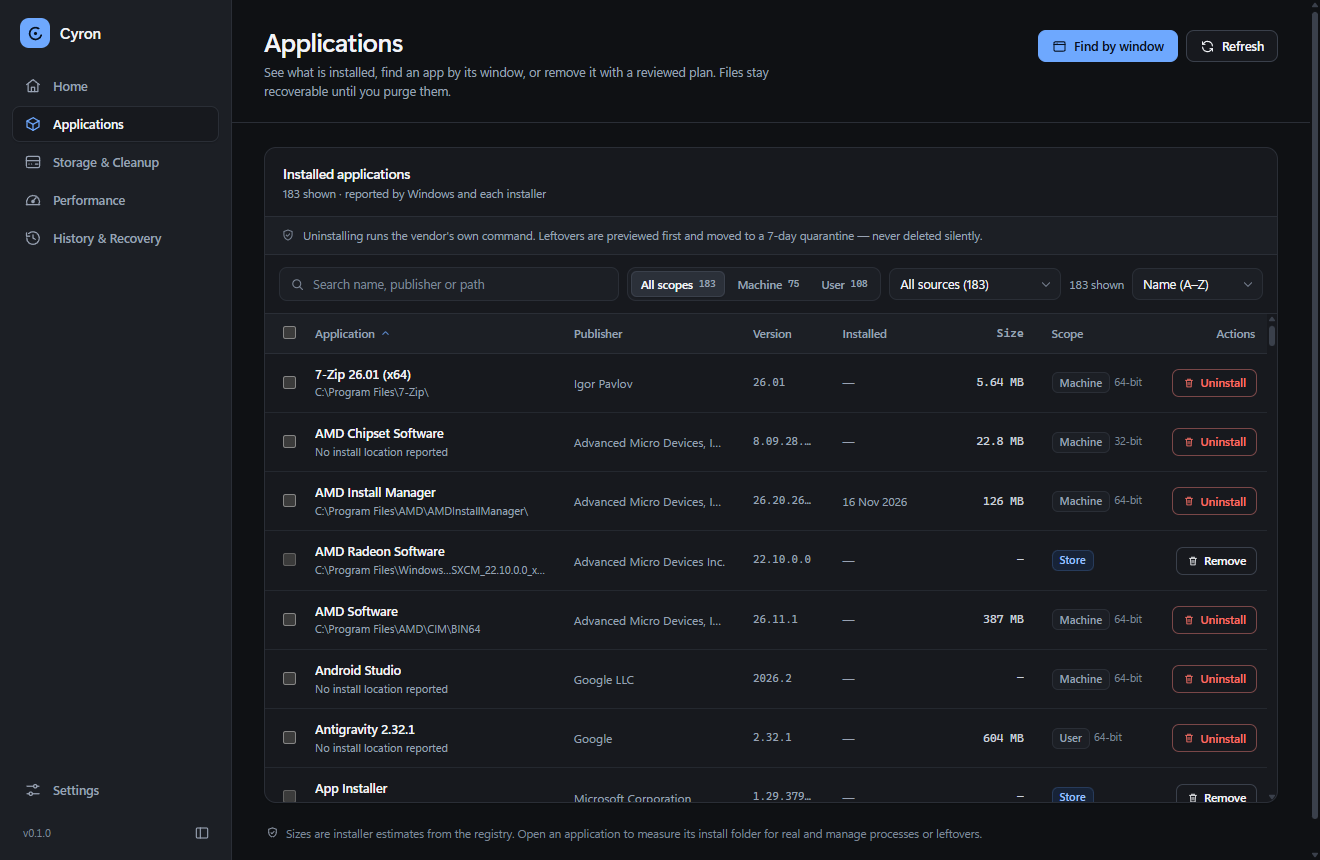 Cyron
Home
Applications
Storage & Cleanup
Performance
History & Recovery
Settings
v0.1.0
Applications
See what is installed, find an app by its window, or remove it with a reviewed plan. Files stay
recoverable until you purge them.
Find by window
Refresh
Installed applications
183 shown · reported by Windows and each installer
Uninstalling runs the vendor's own command. Leftovers are previewed first and moved to a 7-day quarantine — never deleted silently.
Search name, publisher or path
All scopes 183 Machine 75 User 108
All sources (183)
183 shown
Name (A–Z)
Application Publisher Version Installed Size Scope Actions
7-Zip 26.01 (x64)
C:\Program Files\7-Zip\
Igor Pavlov 26.01 — 5.64 MB Machine 64-bit Uninstall
AMD Chipset Software
No install location reported
Advanced Micro Devices, I... 8.09.28.… — 22.8 MB Machine 32-bit Uninstall
AMD Install Manager
C:\Program Files\AMD\AMDInstallManager\
Advanced Micro Devices, I... 26.20.26… 16 Nov 2026 126 MB Machine 64-bit Uninstall
AMD Radeon Software
C:\Program Files\Windows...SXCM_22.10.0.0_x...
Advanced Micro Devices Inc. 22.10.0.0 — – Store Remove
AMD Software
C:\Program Files\AMD\CIM\BIN64
Advanced Micro Devices, I... 26.11.1 — 387 MB Machine 64-bit Uninstall
Android Studio
No install location reported
Google LLC 2026.2 — – Machine 64-bit Uninstall
Antigravity 2.32.1
No install location reported
Google 2.32.1 — 604 MB User 64-bit Uninstall
App Installer
Microsoft Corporation 1.29.379… — – Store Remove
Sizes are installer estimates from the registry. Open an application to measure its install folder for real and manage processes or leftovers.